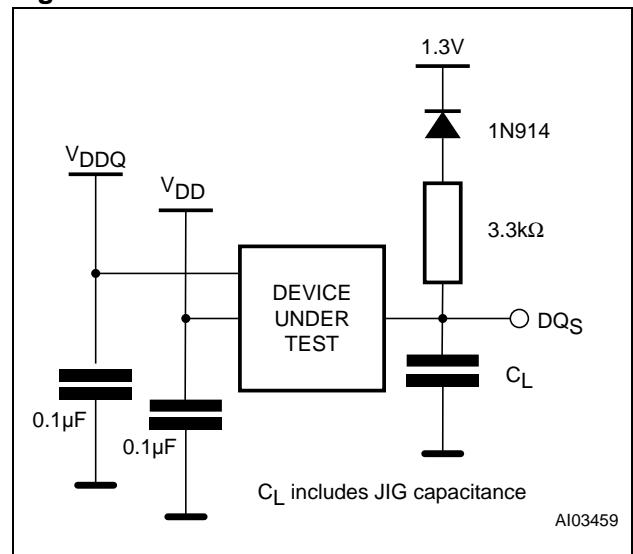 1.3V
1N914
VDDQ
VDD
3.3kΩ
DEVICE
UNDER
TEST
DQS
CL
0.1µF
0.1µF
CL includes JIG capacitance
AI03459